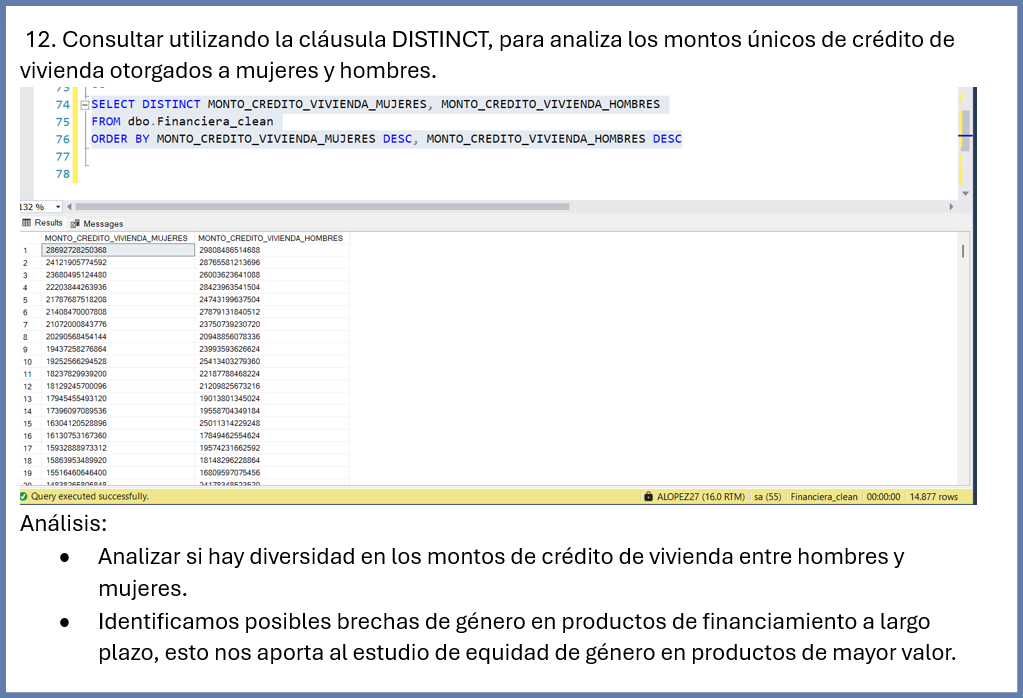 12. Consultar utilizando la cláusula DISTINCT, para analiza los montos únicos de crédito de
vivienda otorgados a mujeres y hombres.
73
74 SELECT DISTINCT MONTO_CREDITO_VIVIENDA_MUJERES, MONTO_CREDITO_VIVIENDA_HOMBRES
75 FROM dbo.Financiera_clean
76 ORDER BY MONTO_CREDITO_VIVIENDA_MUJERES DESC, MONTO_CREDITO_VIVIENDA_HOMBRES DESC
77
78
132 %
Results Messages
MONTO_CREDITO_VIVIENDA_MUJERES MONTO_CREDITO_VIVIENDA_HOMBRES
1 28692728250368 29808486514688
2 24121905774592 28765581213696
3 23680495124480 26003623641088
4 22203844263936 28423963541504
5 21787687518208 24743199637504
6 21408470007808 27879131840512
7 21072000843776 23750739230720
8 20290568454144 20948856078336
9 19437258276864 23993593626624
10 19252566294528 25413403279360
11 18237829939200 22187788468224
12 18129245700096 21209825673216
13 17945455493120 19013801345024
14 17396097089536 19558704349184
15 16304120528896 25011314229248
16 16130753167360 17849462554624
17 15932888973312 19574231662592
18 15863953489920 18148296228864
19 15516460646400 16809597075456
20
Query executed successfully. ALOPEZ27 (16.0 RTM) sa (55) Financiera_clean 00:00:00 14.877 rows
Análisis:
● Analizar si hay diversidad en los montos de crédito de vivienda entre hombres y
mujeres.
● Identificamos posibles brechas de género en productos de financiamiento a largo
plazo, esto nos aporta al estudio de equidad de género en productos de mayor valor.